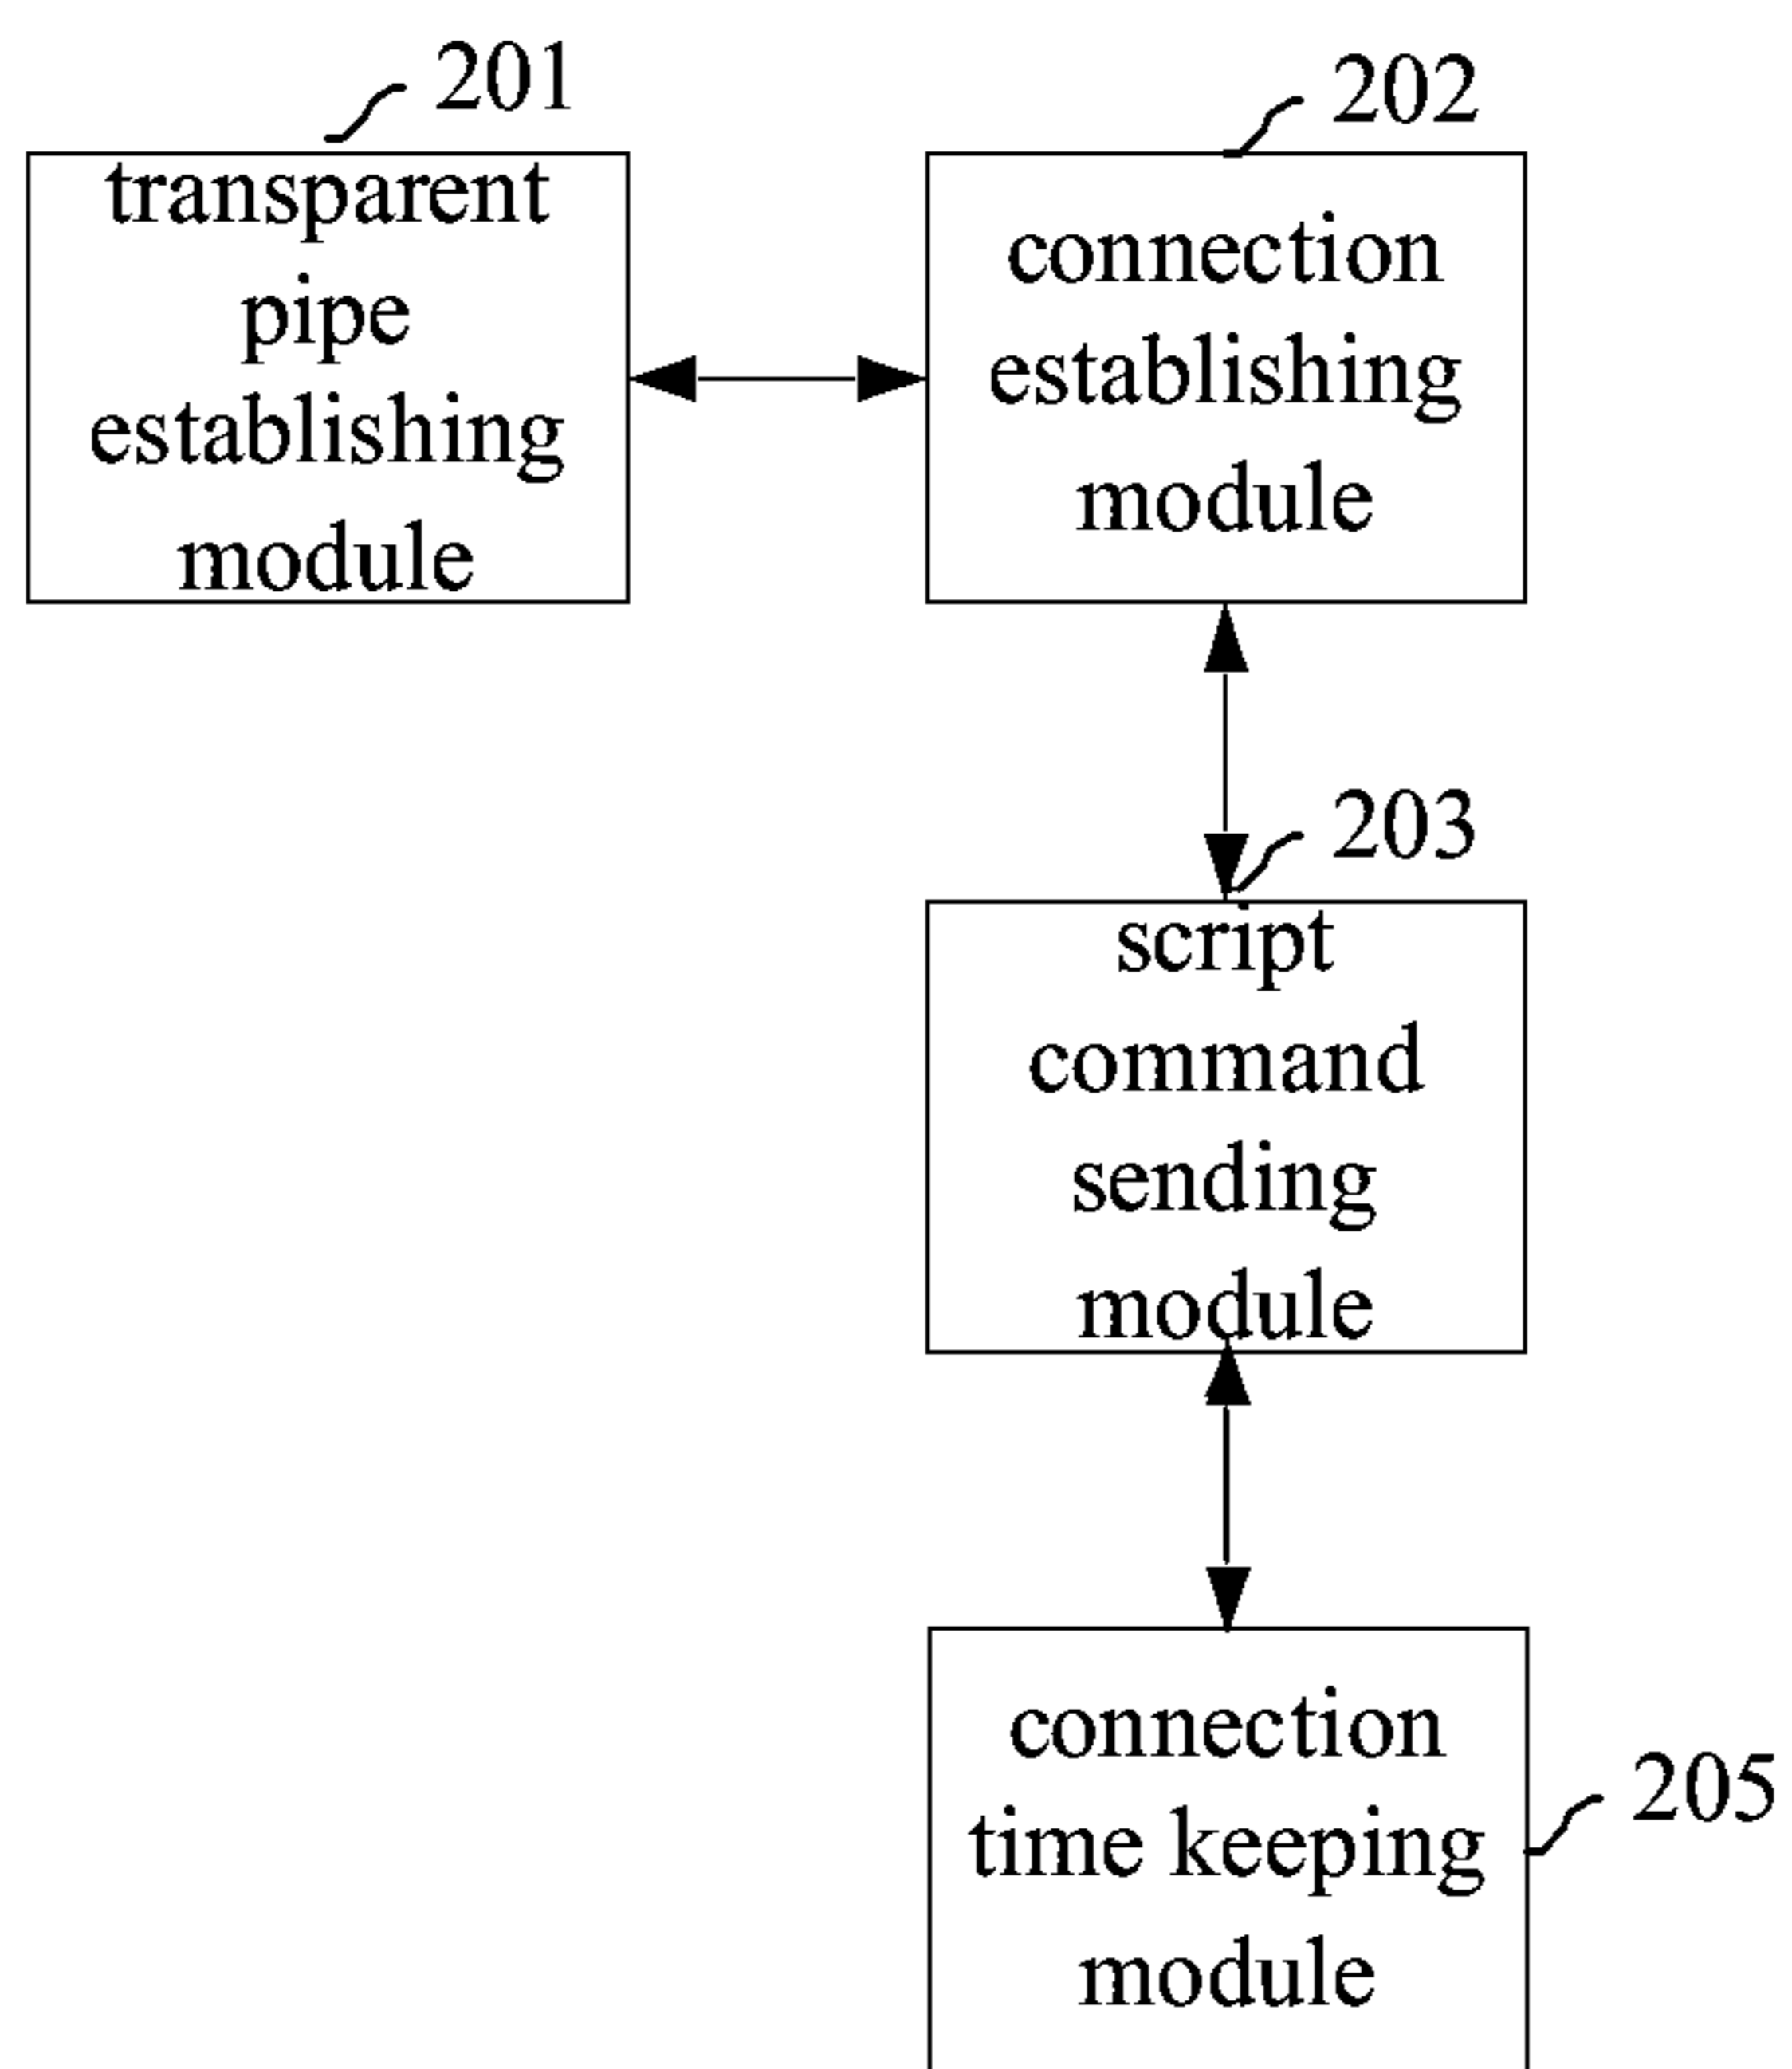 201
transparent
pipe
establishing
module
202
connection
establishing
module
203
script
command
sending
module
205
connection
time keeping
module